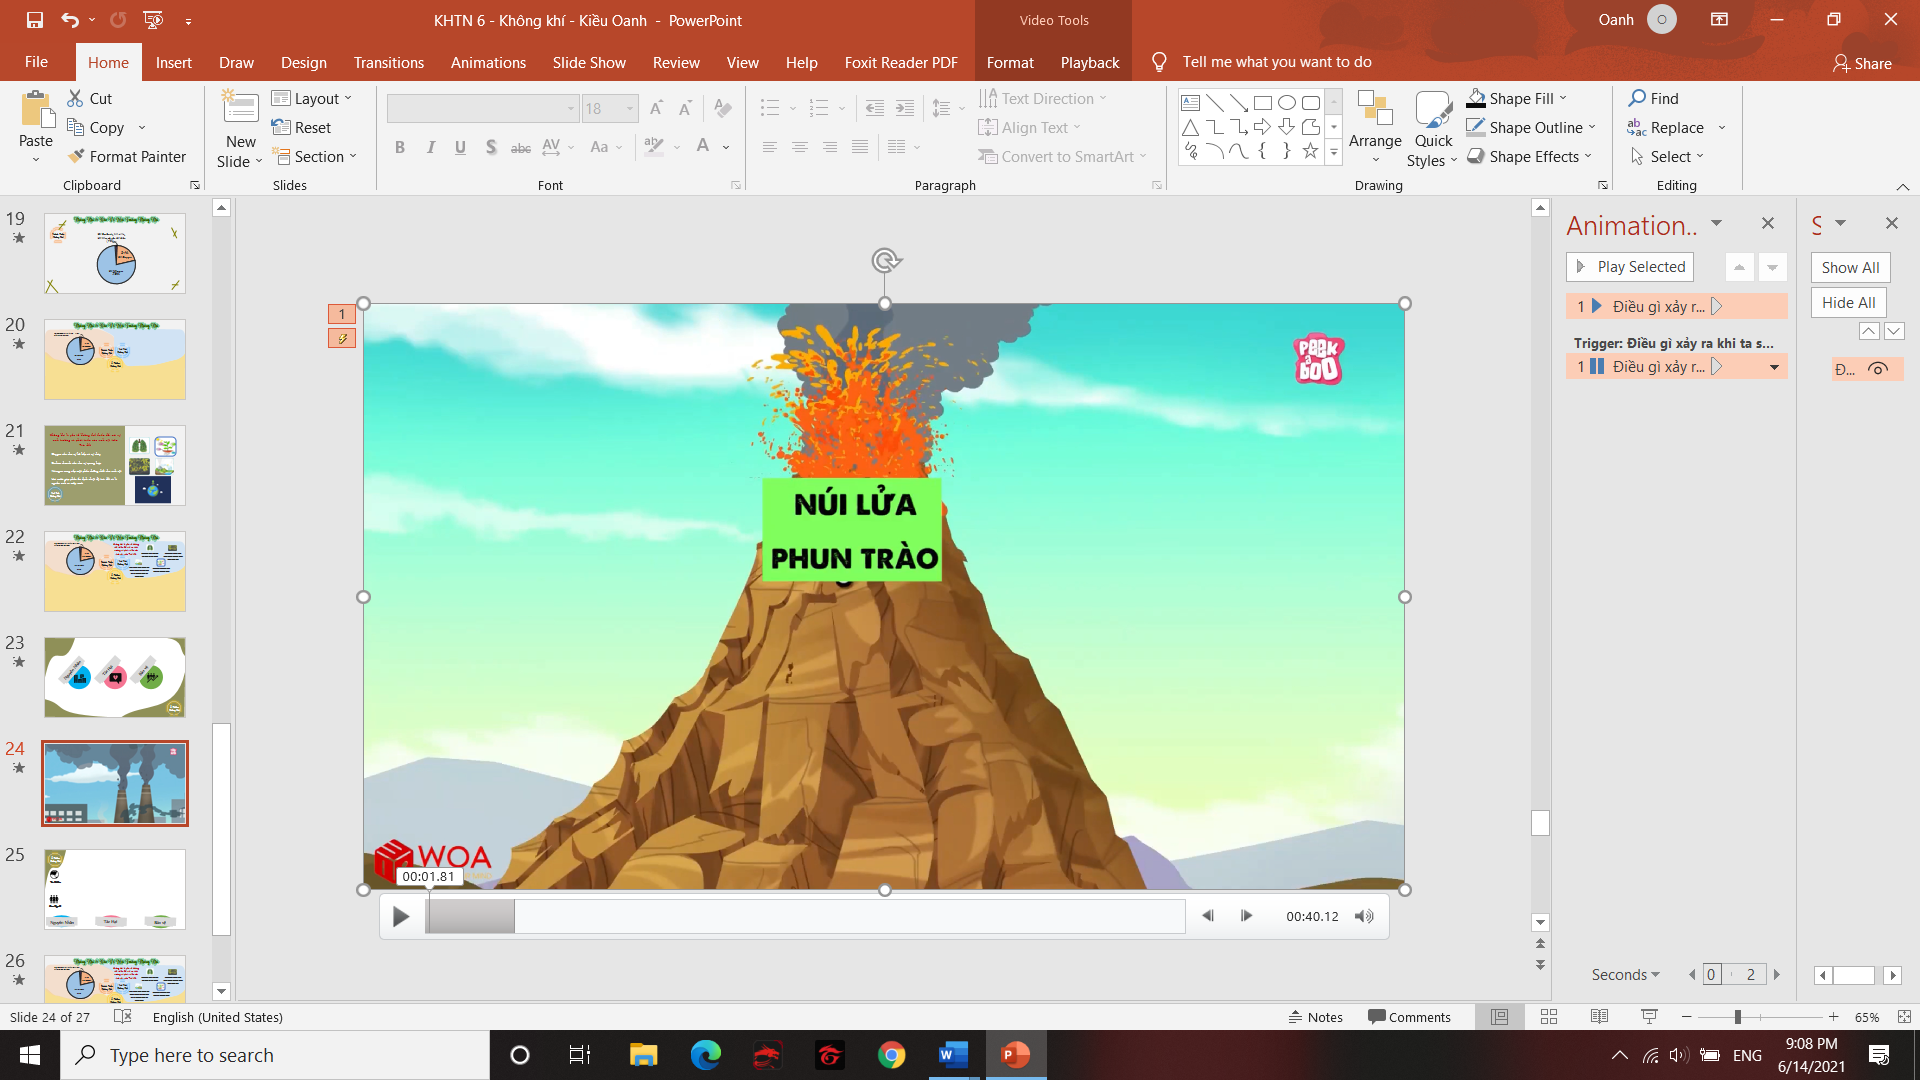 KHTN 6 - Không khí - Kiều Oanh - PowerPoint
Video Tools
Oanh
O
File
Home
Insert
Draw
Design
Transitions
Animations
Slide Show
Review
View
Help
Foxit Reader PDF
Format
Playback
Tell me what you want to do
Share
Paste
Cut
Copy
Format Painter
Clipboard
New
Slide
Layout
Reset
Section
Slides
18
Font
Text Direction
Align Text
Convert to SmartArt
Paragraph
Arrange
Quick
Styles
Shape Fill
Shape Outline
Shape Effects
Drawing
Find
Replace
Select
Editing
19
20
21
22
23
24
25
26
1
PEEK
A
BOO
NÚI LỬA
PHUN TRÀO
WOA
00:01.81
00:40.12
Animation..
Play Selected
1 Điều gì xảy r...
Trigger: Điều gì xảy ra khi ta s...
1 Điều gì xảy r...
Seconds
0
2
S
Show All
Hide All
Đ...
Slide 24 of 27
English (United States)
Notes
Comments
65%
Type here to search
ENG
9:08 PM
6/14/2021